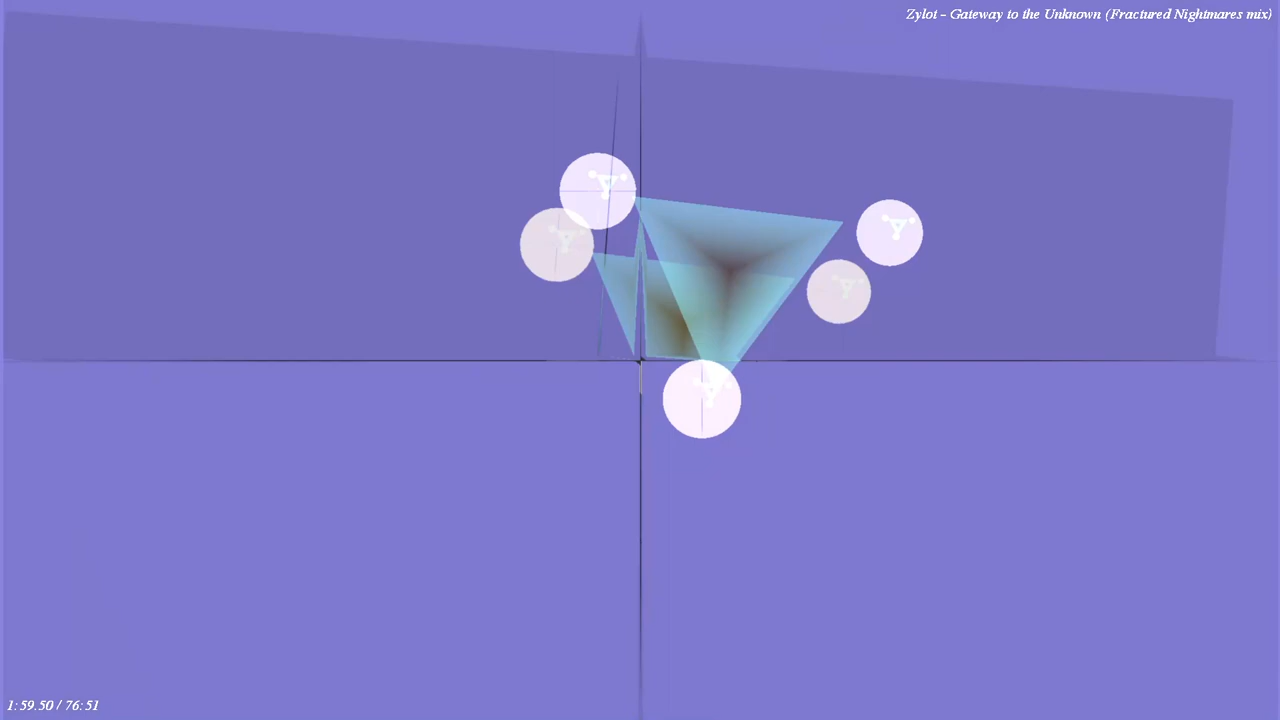 Zylot - Gateway to the Unknown (Fractured Nightmares mix)
1:59.50 / 76:51